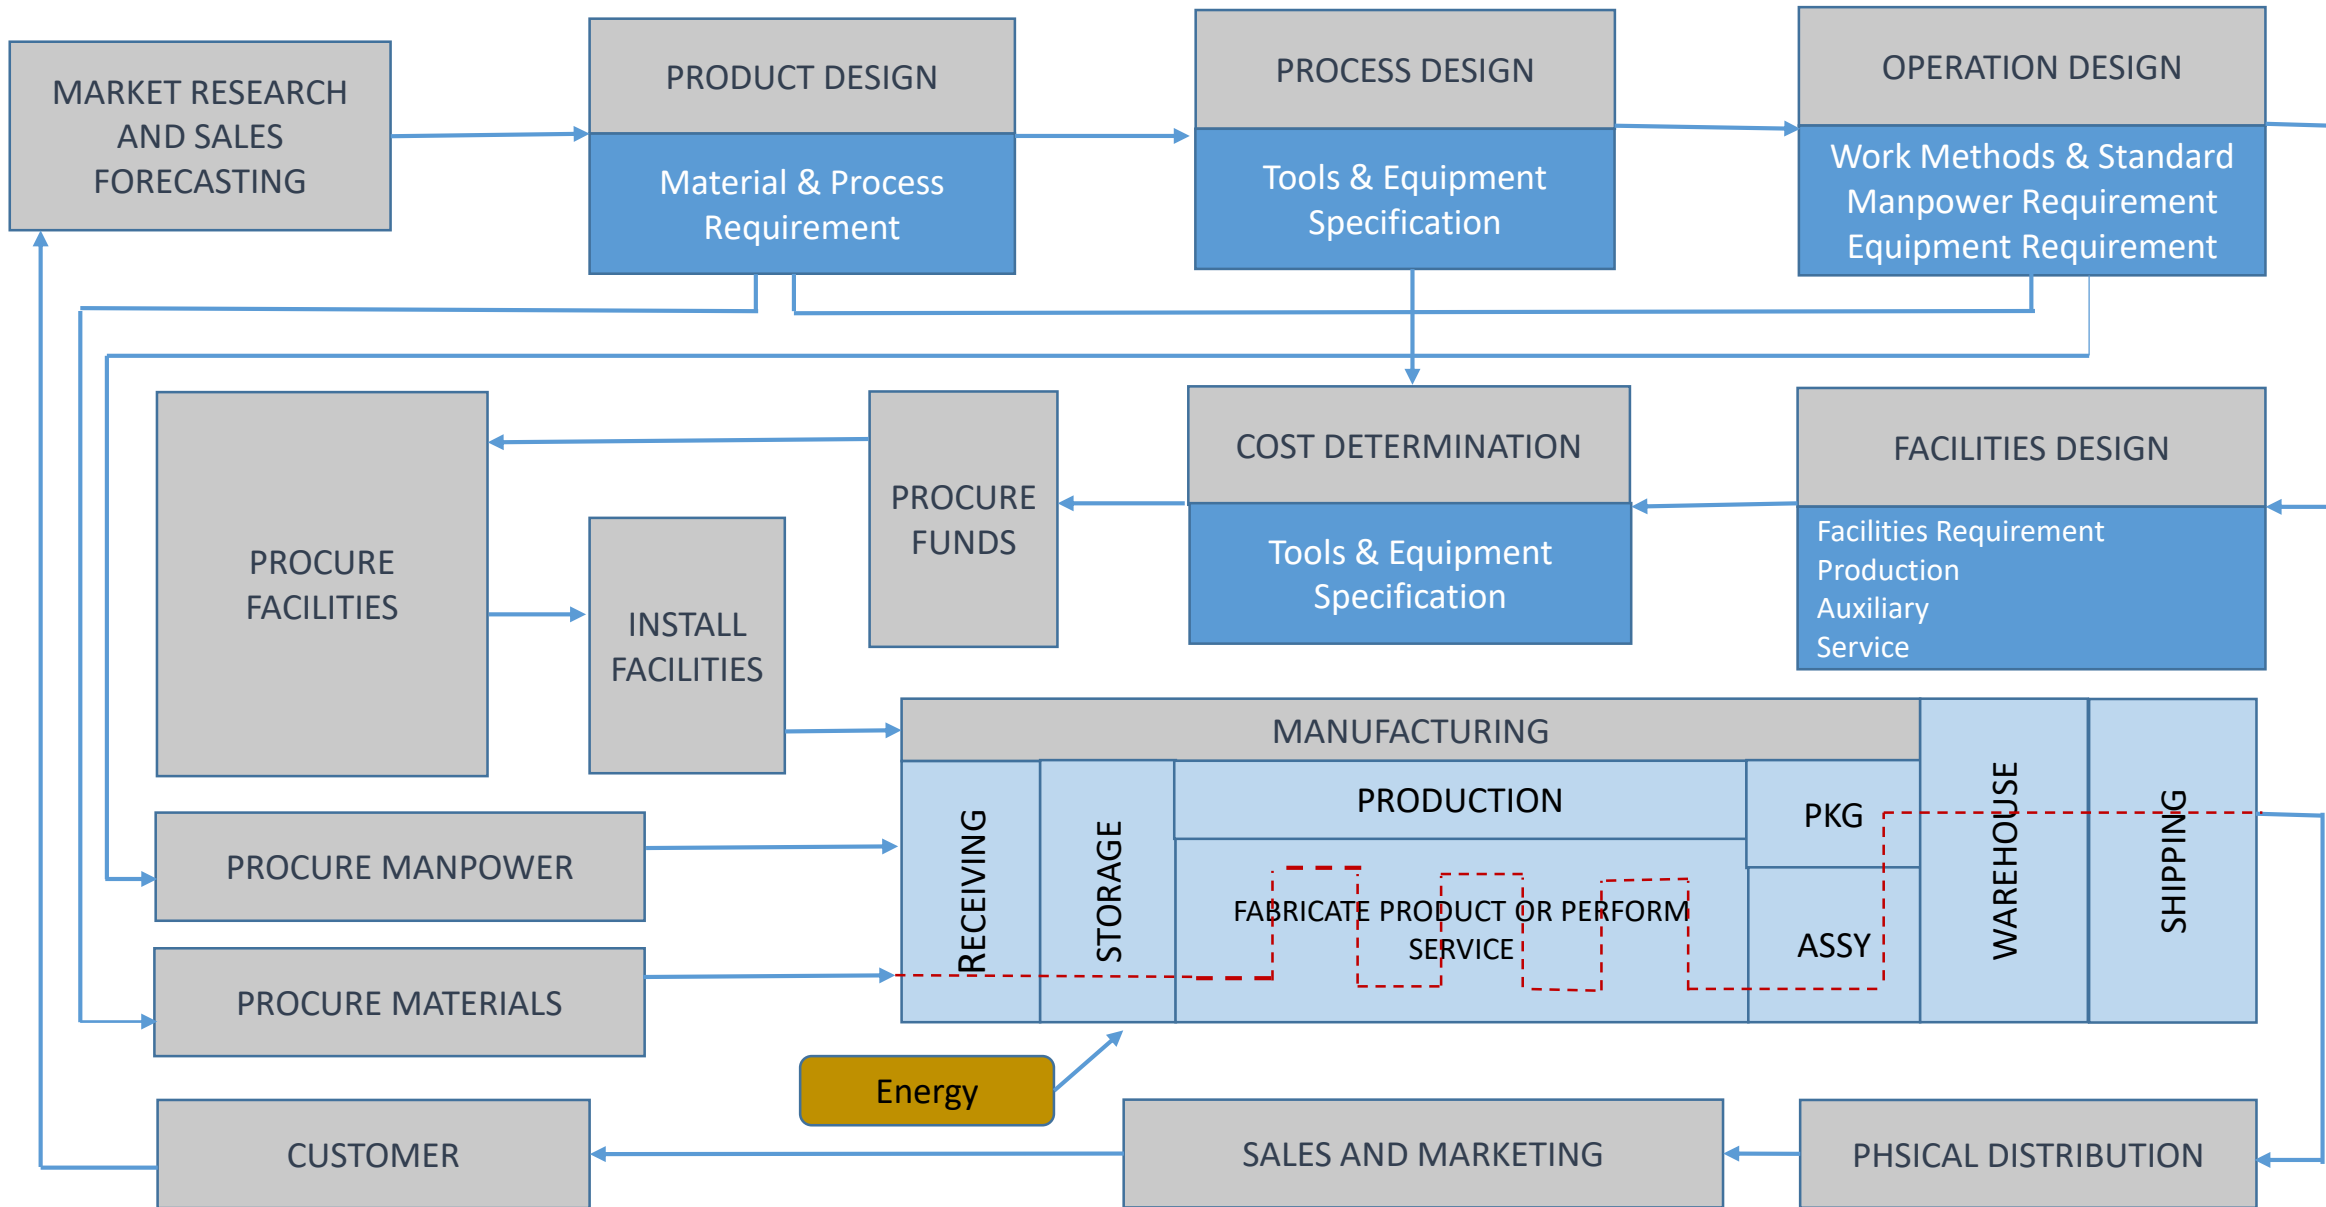 MARKET RESEARCH
AND SALES
FORECASTING
PRODUCT DESIGN
Material & Process
Requirement
PROCESS DESIGN
Tools & Equipment
Specification
OPERATION DESIGN
Work Methods & Standard
Manpower Requirement
Equipment Requirement
PROCURE
FACILITIES
INSTALL
FACILITIES
PROCURE
FUNDS
COST DETERMINATION
Tools & Equipment
Specification
FACILITIES DESIGN
Facilities Requirement
Production
Auxiliary
Service
MANUFACTURING
RECEIVING
STORAGE
PRODUCTION
FABRICATE PRODUCT OR PERFORM
SERVICE
PKG
ASSY
WAREHOUSE
SHIPPING
PROCURE MANPOWER
PROCURE MATERIALS
Energy
CUSTOMER
SALES AND MARKETING
PHSICAL DISTRIBUTION